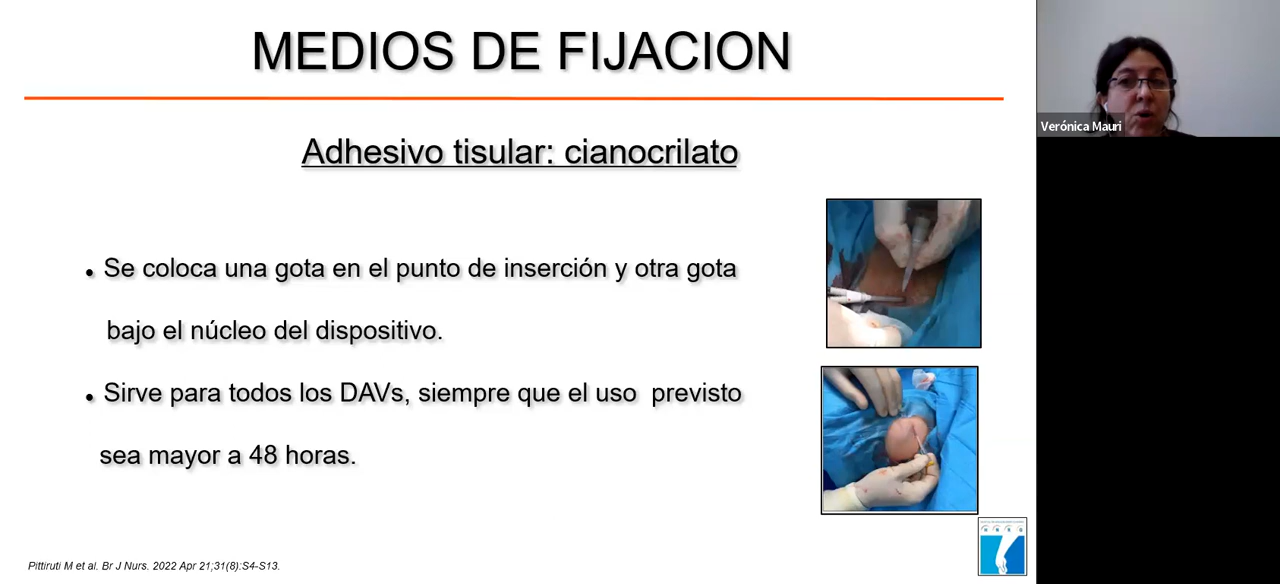 MEDIOS DE FIJACION
Adhesivo tisular: cianocrilato
• Se coloca una gota en el punto de inserción y otra gota
bajo el núcleo del dispositivo.
• Sirve para todos los DAVs, siempre que el uso previsto
sea mayor a 48 horas.
Pittiruti M et al. Br J Nurs. 2022 Apr 21;31(8):S4-S13.
Verónica Mauri